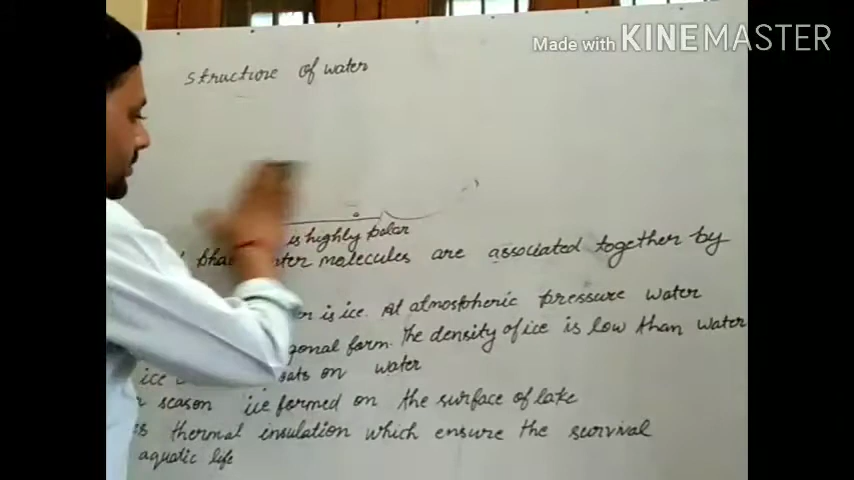 Made with KINEMASTER
Structure of water
is highly polar
water molecules are associated together by
is ice. At atmostpheric pressure water
gonal form. The density of ice is low than water
ice on water
season ice formed on the surface of lake
thermal insulation which ensure the survival
aquatic life